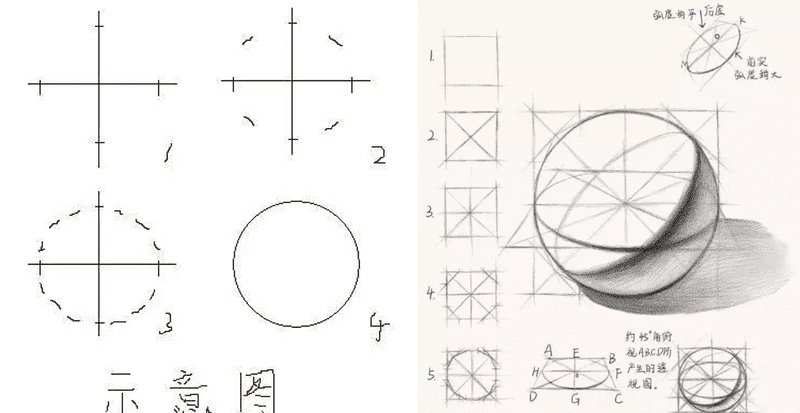 1
2
3
4
示意图
1.
2.
3.
4.
5.
弧度稍平
后虚
K
M
前实
弧度稍大
A E B
H F
D G C
约45°角俯
视ABCD所
产生的透
视图。